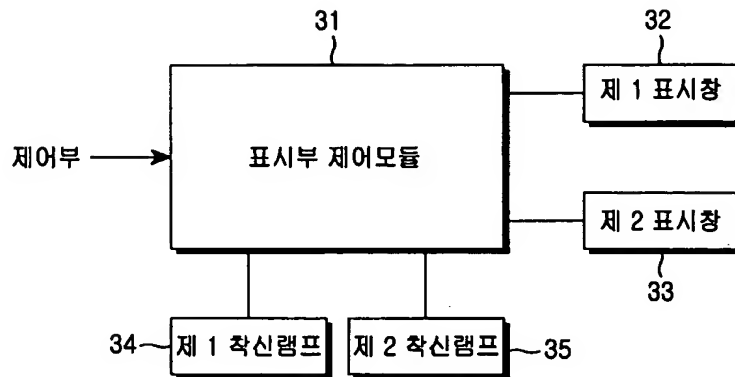 31
32
제 1 표시창
제어부
표시부 제어모듈
제 2 표시창
33
34
제 1 착신램프
제 2 착신램프
35